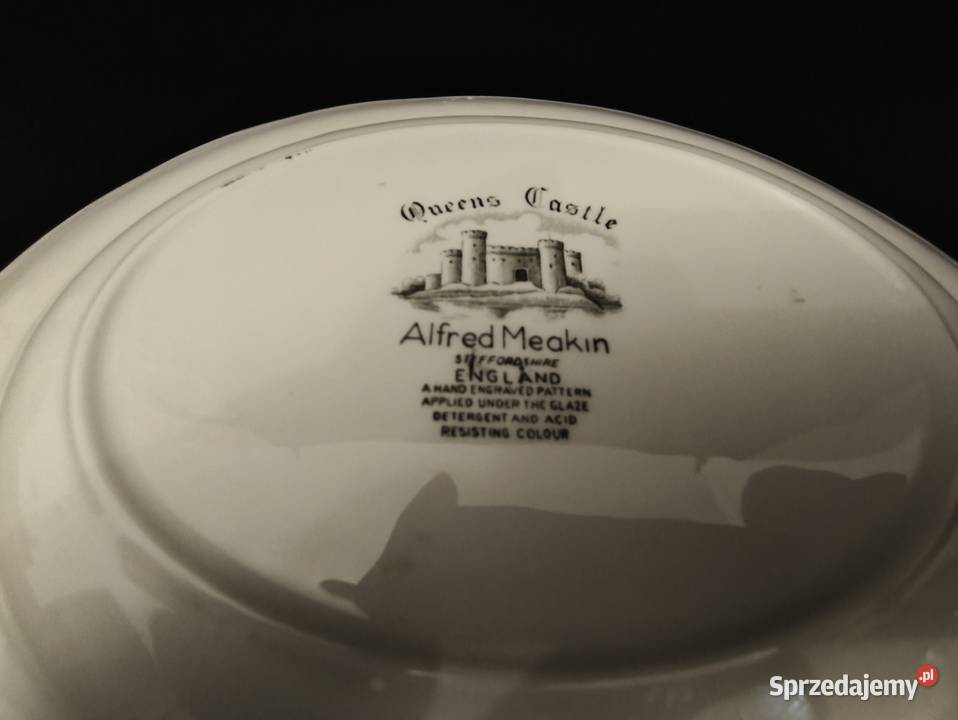 Queens Castle
Alfred Meakin
STAFFORDSHIRE
ENGLAND
A HAND ENGRAVED PATTERN
APPLIED UNDER THE GLAZE
DETERGENT AND ACID
RESISTING COLOUR
Sprzedajemy.pl